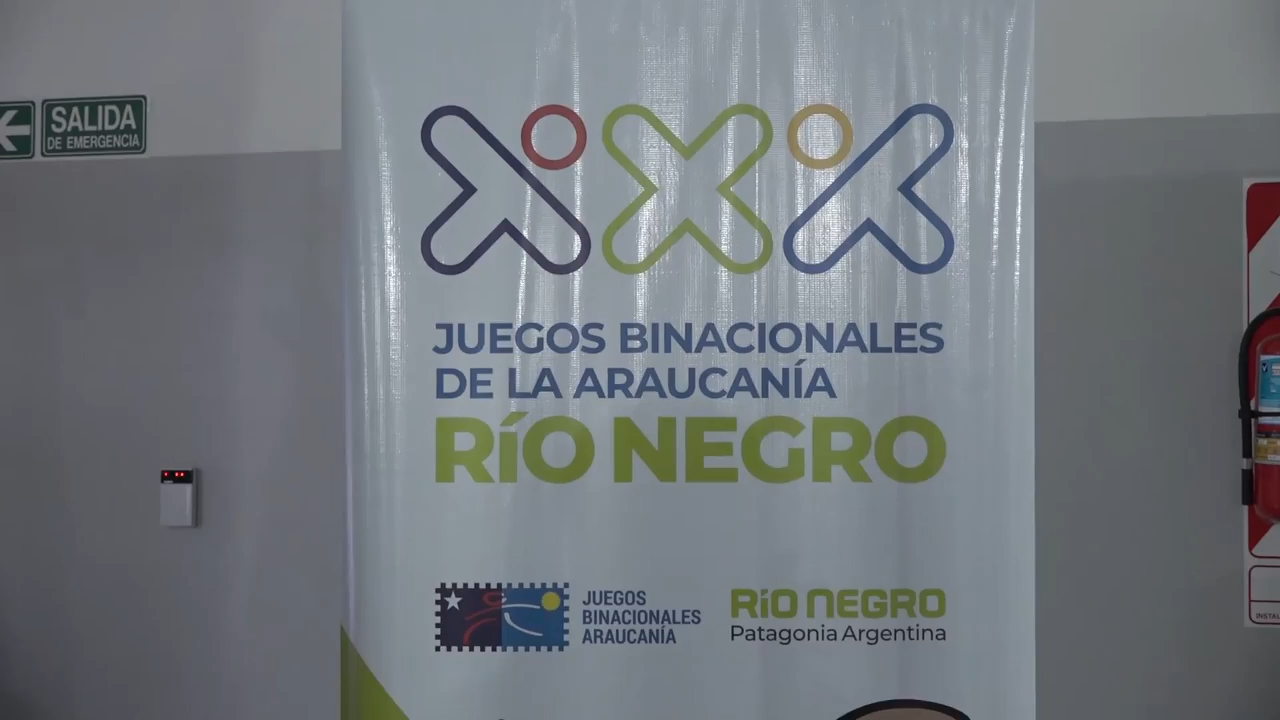 SALIDA
DE EMERGENCIA
JUEGOS BINACIONALES
DE LA ARAUCANÍA
RÍO NEGRO
JUEGOS
BINACIONALES
ARAUCANÍA
RÍO NEGRO
Patagonia Argentina